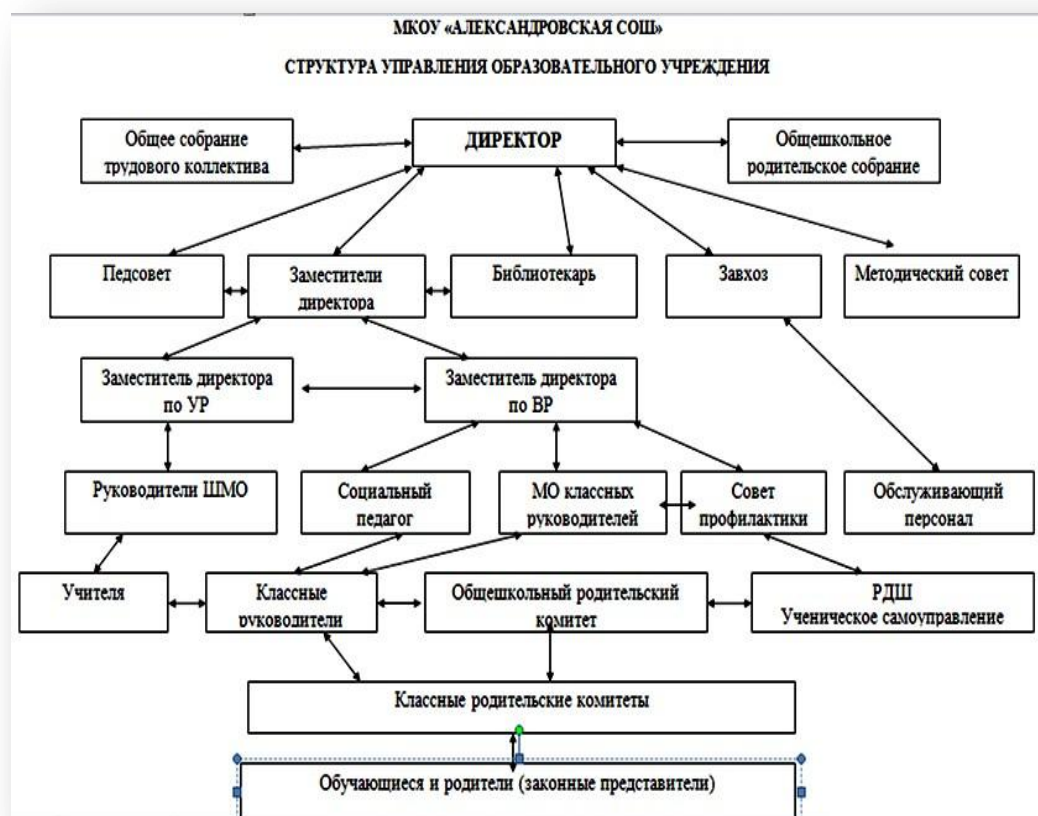 МКОУ «АЛЕКСАНДРОВСКАЯ СОШ»
СТРУКТУРА УПРАВЛЕНИЯ ОБРАЗОВАТЕЛЬНОГО УЧРЕЖДЕНИЯ
Общее собрание
трудового коллектива
ДИРЕКТОР
Общешкольное
родительское собрание
Педсовет
Заместители
директора
Библиотекарь
Завхоз
Методический совет
Заместитель директора
по УР
Заместитель директора
по ВР
Руководители ШМО
Социальный
педагог
МО классных
руководителей
Совет
профилактики
Обслуживающий
персонал
Учителя
Классные
руководители
Общешкольный родительский
комитет
РДШ
Ученическое самоуправление
Классные родительские комитеты
Обучающиеся и родители (законные представители)